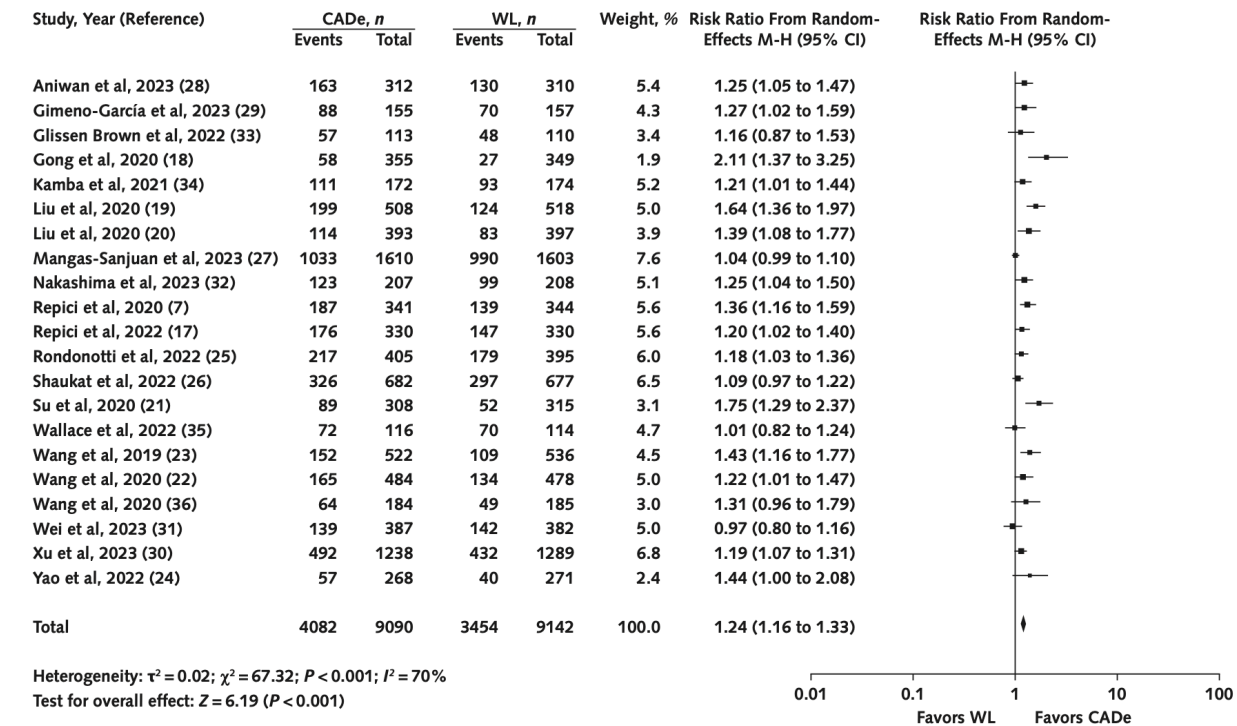 Study, Year (Reference) CADe, n WL, n Weight, % Risk Ratio From Random- Risk Ratio From Random-
Events Total Events Total Effects M-H (95% CI) Effects M-H (95% CI)
Aniwan et al, 2023 (28) 163 312 130 310 5.4 1.25 (1.05 to 1.47)
Gimeno-García et al, 2023 (29) 88 155 70 157 4.3 1.27 (1.02 to 1.59)
Glissen Brown et al, 2022 (33) 57 113 48 110 3.4 1.16 (0.87 to 1.53)
Gong et al, 2020 (18) 58 355 27 349 1.9 2.11 (1.37 to 3.25)
Kamba et al, 2021 (34) 111 172 93 174 5.2 1.21 (1.01 to 1.44)
Liu et al, 2020 (19) 199 508 124 518 5.0 1.64 (1.36 to 1.97)
Liu et al, 2020 (20) 114 393 83 397 3.9 1.39 (1.08 to 1.77)
Mangas-Sanjuan et al, 2023 (27) 1033 1610 990 1603 7.6 1.04 (0.99 to 1.10)
Nakashima et al, 2023 (32) 123 207 99 208 5.1 1.25 (1.04 to 1.50)
Repici et al, 2020 (7) 187 341 139 344 5.6 1.36 (1.16 to 1.59)
Repici et al, 2022 (17) 176 330 147 330 5.6 1.20 (1.02 to 1.40)
Rondonotti et al, 2022 (25) 217 405 179 395 6.0 1.18 (1.03 to 1.36)
Shaukat et al, 2022 (26) 326 682 297 677 6.5 1.09 (0.97 to 1.22)
Su et al, 2020 (21) 89 308 52 315 3.1 1.75 (1.29 to 2.37)
Wallace et al, 2022 (35) 72 116 70 114 4.7 1.01 (0.82 to 1.24)
Wang et al, 2019 (23) 152 522 109 536 4.5 1.43 (1.16 to 1.77)
Wang et al, 2020 (22) 165 484 134 478 5.0 1.22 (1.01 to 1.47)
Wang et al, 2020 (36) 64 184 49 185 3.0 1.31 (0.96 to 1.79)
Wei et al, 2023 (31) 139 387 142 382 5.0 0.97 (0.80 to 1.16)
Xu et al, 2023 (30) 492 1238 432 1289 6.8 1.19 (1.07 to 1.31)
Yao et al, 2022 (24) 57 268 40 271 2.4 1.44 (1.00 to 2.08)
Total 4082 9090 3454 9142 100.0 1.24 (1.16 to 1.33)
Heterogeneity: τ² = 0.02; χ² = 67.32; P < 0.001; I² = 70%
Test for overall effect: Z = 6.19 (P < 0.001)
0.01 0.1 1 10 100
Favors WL Favors CADe